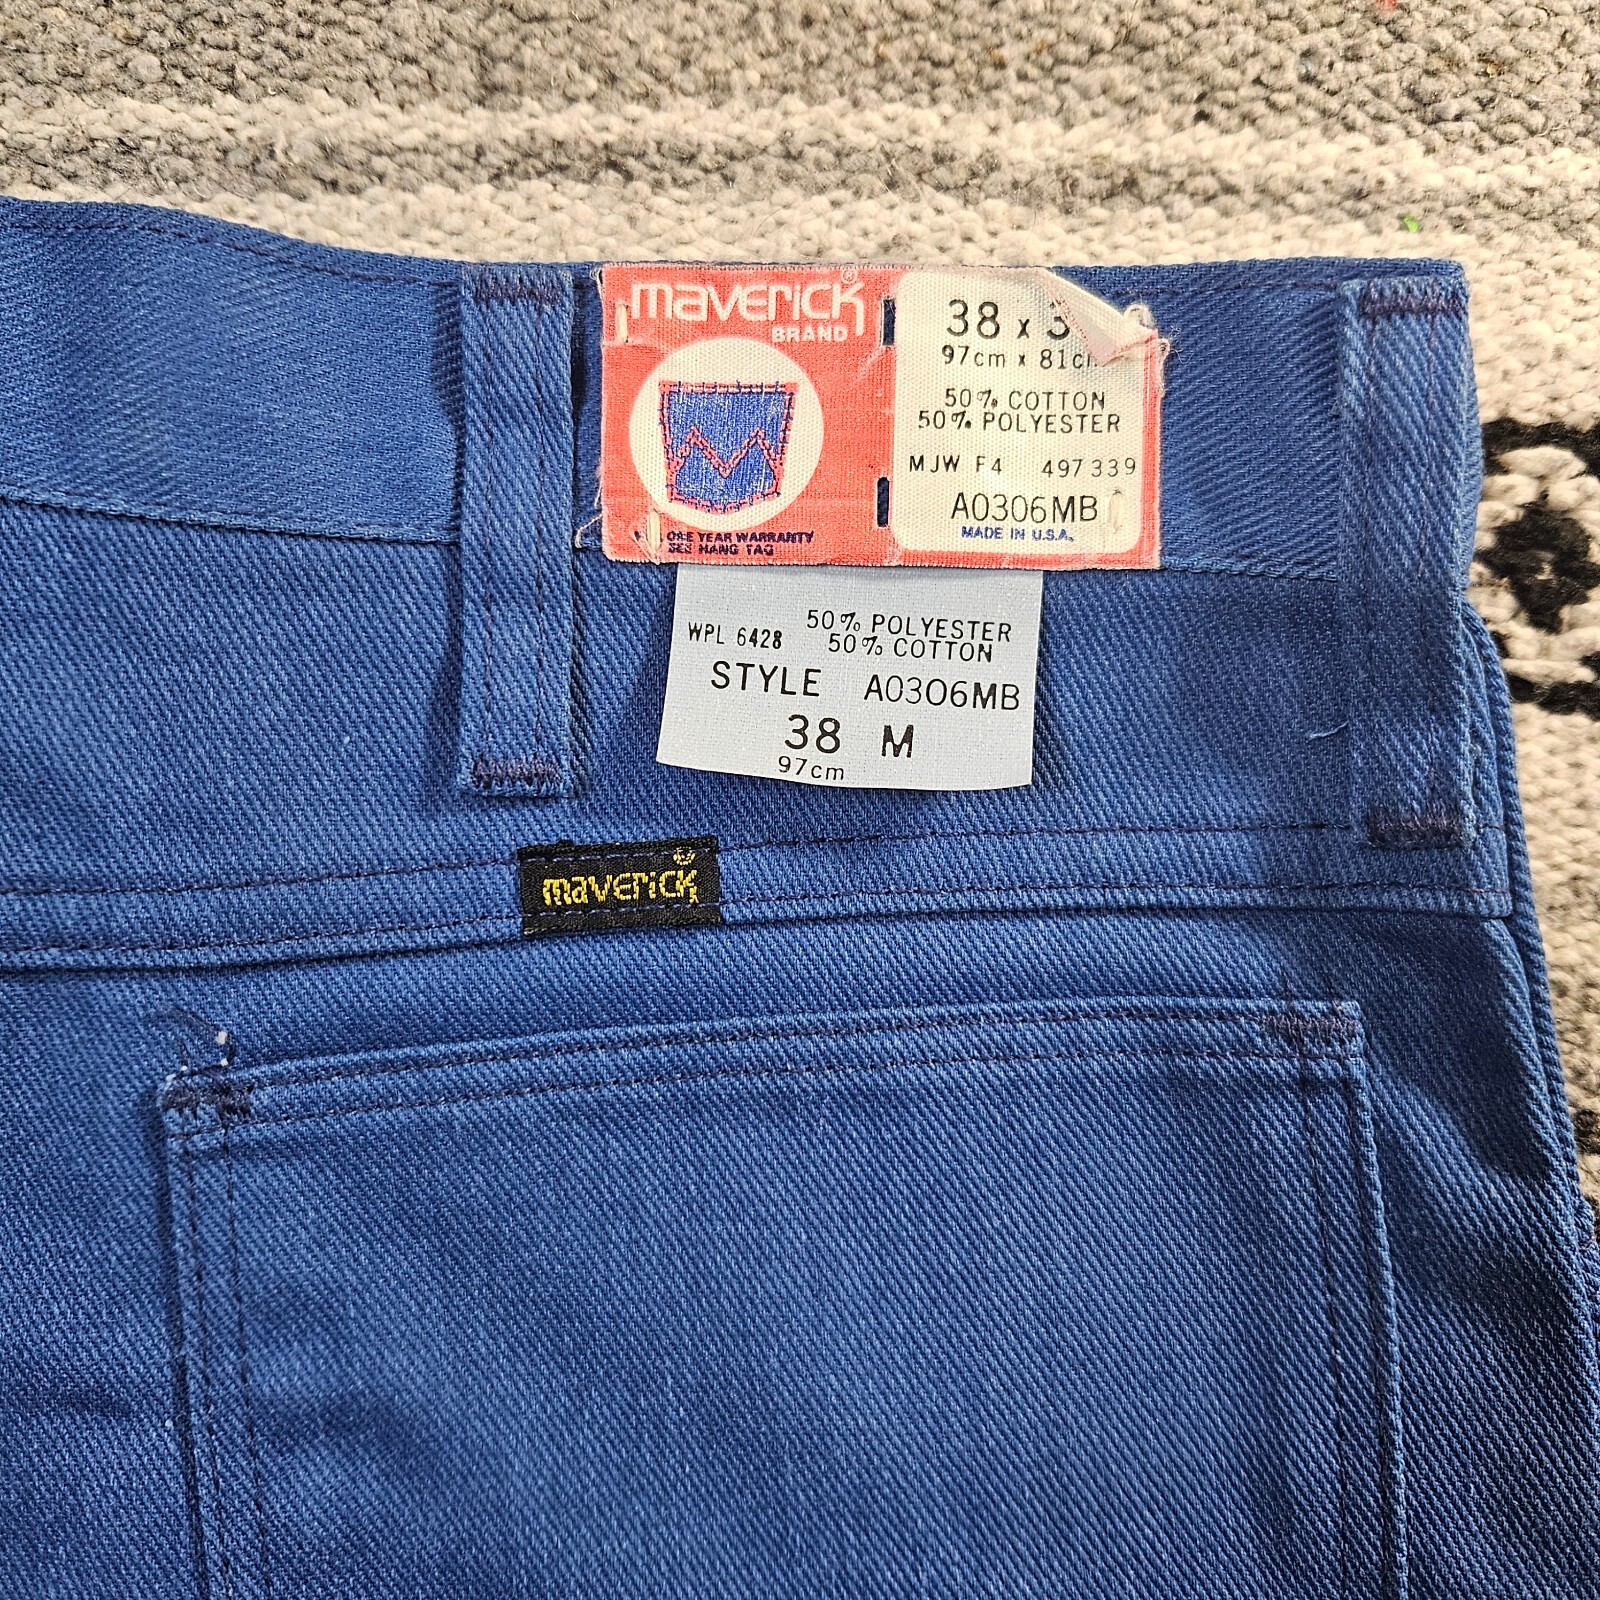 maverick®
BRAND
ONE YEAR WARRANTY
SEE HANG TAG
38 x 3
97cm x 81c
50% COTTON
50% POLYESTER
MJW F4 497339
A0306MB
MADE IN U.S.A.
WPL 6428
50% POLYESTER
50% COTTON
STYLE A0306MB
38 M
97cm
maverick